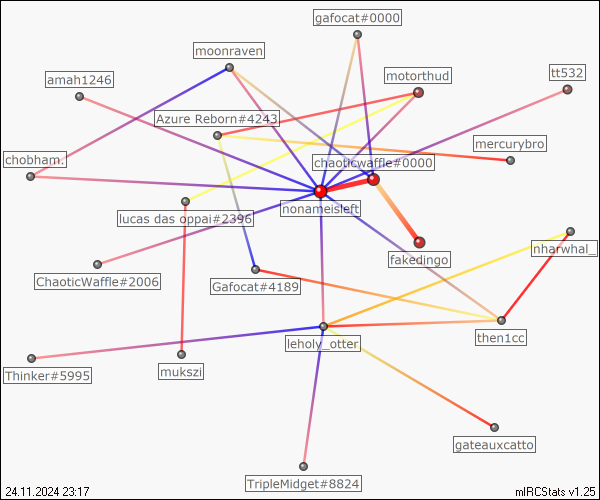 gafocat#0000
moonraven
motorthud
tt532
amah1246
Azure Reborn#4243
mercurybro
chaoticwaffle#0000
chobham.
nonameisleft
lucas das oppai#2396
nharwhal_
fakedingo
ChaoticWaffle#2006
Gafocat#4189
then1cc
leholy_otter
Thinker#5995
mukszi
gateauxcatto
TripleMidget#8824
24.11.2024 23:17
mIRCStats v1.25